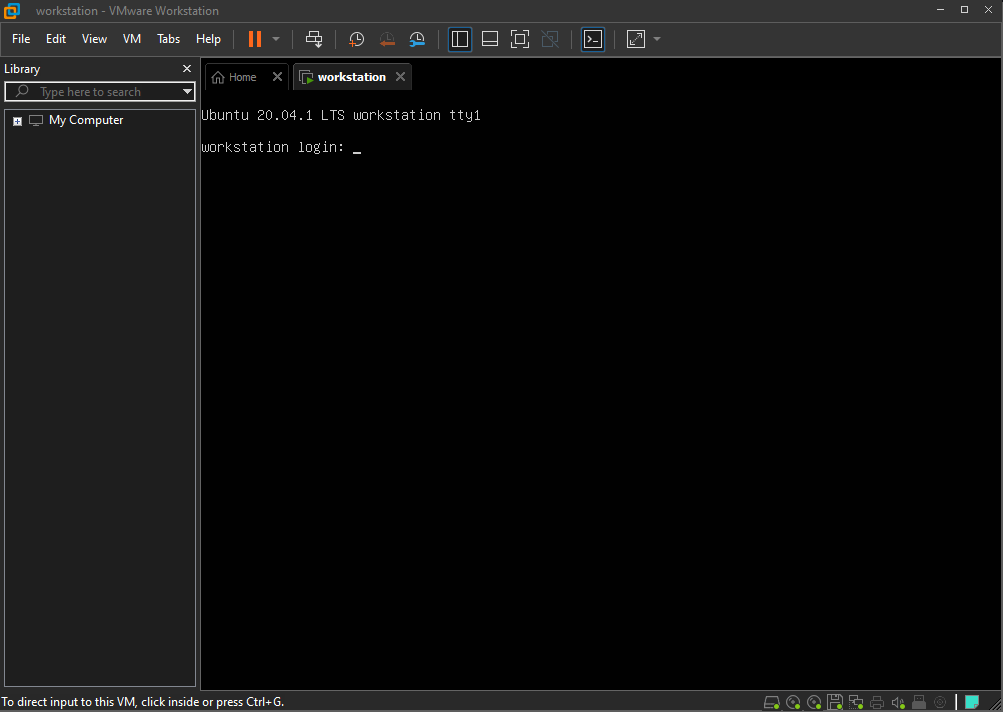 workstation - VMware Workstation
File Edit View VM Tabs Help
Library
Type here to search
My Computer
Home
workstation
Ubuntu 20.04.1 LTS workstation tty1
workstation login: _
To direct input to this VM, click inside or press Ctrl+G.